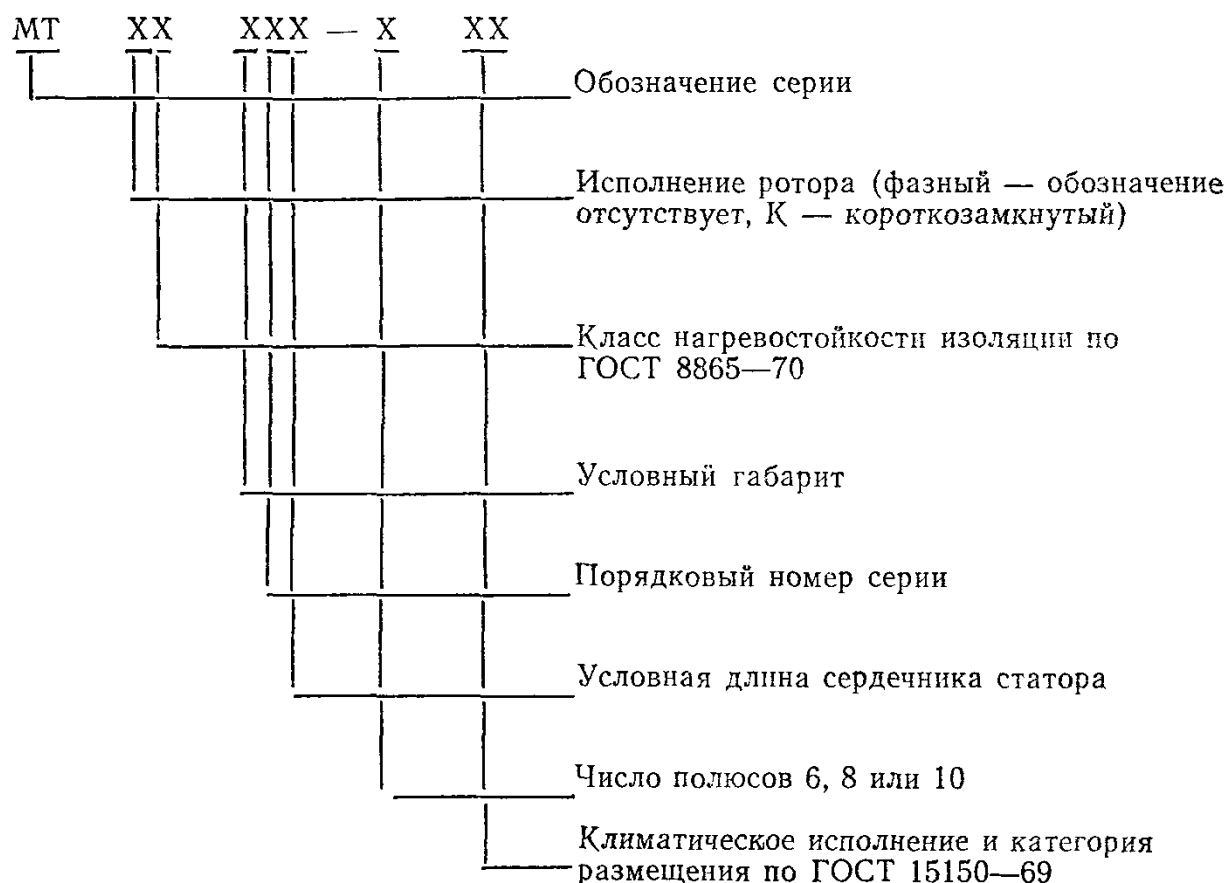 МТ XX XXX — X XX
Обозначение серии
Исполнение ротора (фазный — обозначение
отсутствует, К — короткозамкнутый)
Класс нагревостойкости изоляции по
ГОСТ 8865—70
Условный габарит
Порядковый номер серии
Условная длина сердечника статора
Число полюсов 6, 8 или 10
Климатическое исполнение и категория
размещения по ГОСТ 15150—69